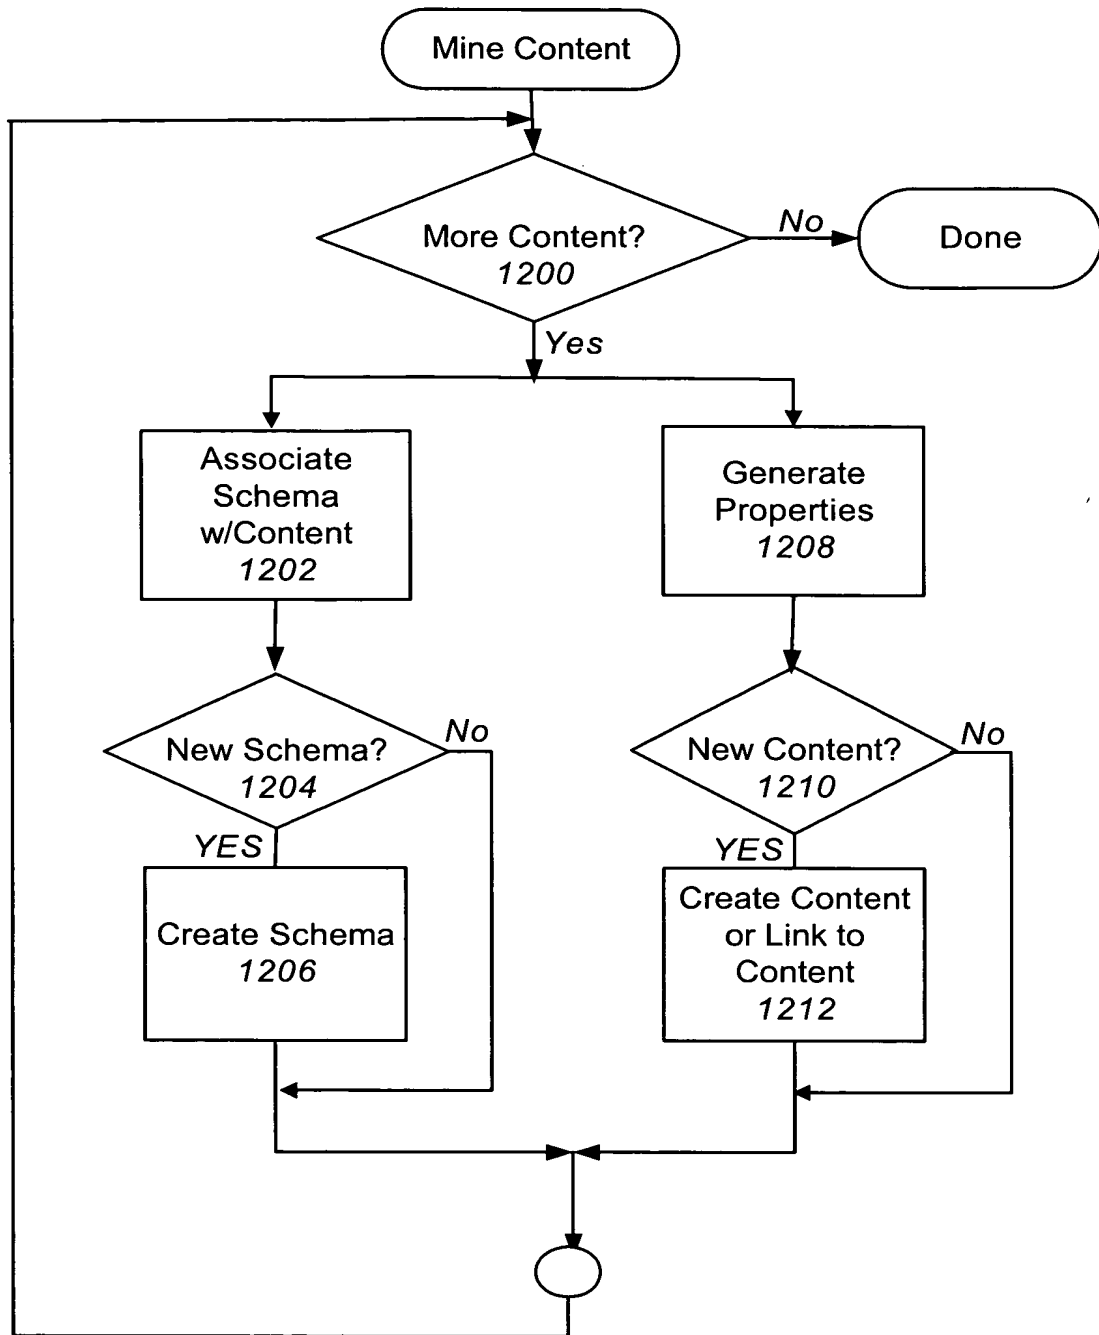 Mine Content
More Content?
1200
No
Done
Yes
Associate
Schema
w/Content
1202
Generate
Properties
1208
New Schema?
1204
No
New Content?
1210
No
YES
YES
Create Schema
1206
Create Content
or Link to
Content
1212